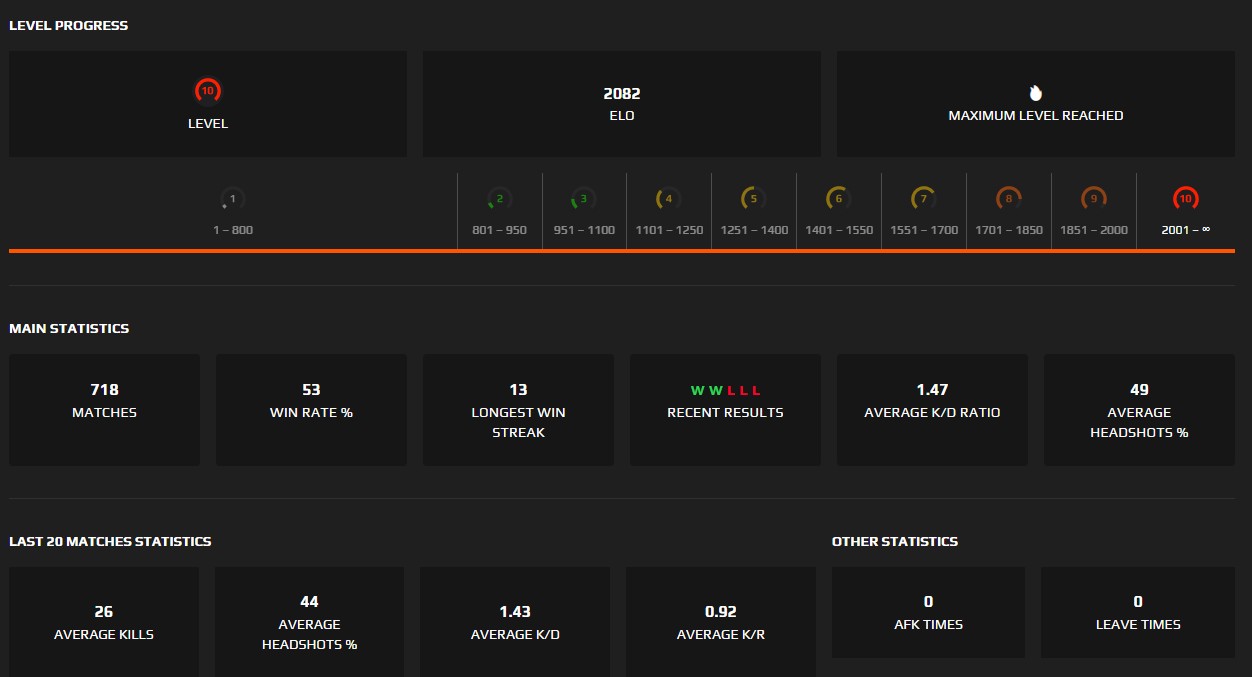 LEVEL PROGRESS
10
LEVEL
2082
ELO
MAXIMUM LEVEL REACHED
1
1 – 800
2
801 – 950
3
951 – 1100
4
1101 – 1250
5
1251 – 1400
6
1401 – 1550
7
1551 – 1700
8
1701 – 1850
9
1851 – 2000
10
2001 – ∞
MAIN STATISTICS
718
MATCHES
53
WIN RATE %
13
LONGEST WIN
STREAK
W W L L L
RECENT RESULTS
1.47
AVERAGE K/D RATIO
49
AVERAGE
HEADSHOTS %
LAST 20 MATCHES STATISTICS
26
AVERAGE KILLS
44
AVERAGE
HEADSHOTS %
1.43
AVERAGE K/D
0.92
AVERAGE K/R
OTHER STATISTICS
0
AFK TIMES
0
LEAVE TIMES